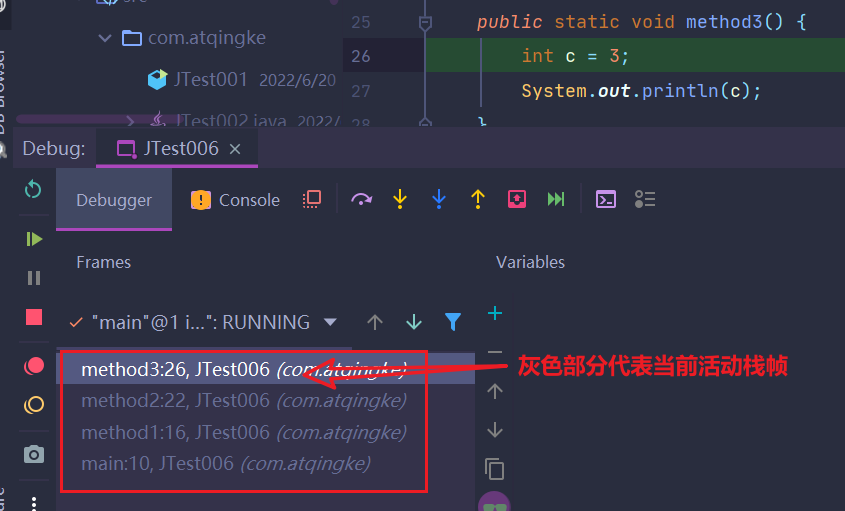 src
25 public static void method3() {
com.atqingke
26 int c = 3;
JTest001 2022/6/20
27 System.out.println(c);
JTest002.java 2022/
28 }
DB Browser
Debug: JTest006 ×
Debugger Console
Frames Variables
"main"@1 i...": RUNNING
method3:26, JTest006 (com.atqingke)
灰色部分代表当前活动栈帧
method2:22, JTest006 (com.atqingke)
method1:16, JTest006 (com.atqingke)
main:10, JTest006 (com.atqingke)